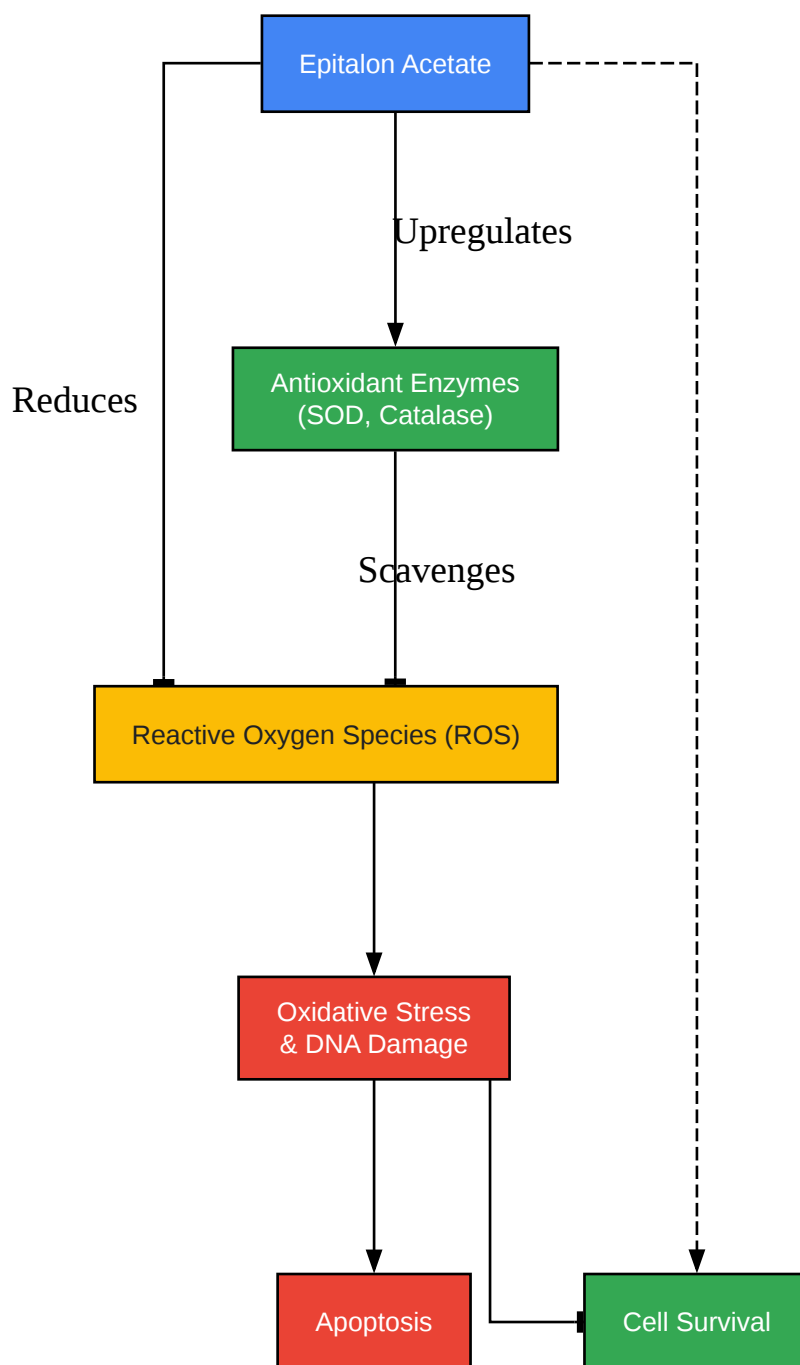 Epitalon Acetate
Upregulates
Antioxidant Enzymes
(SOD, Catalase)
Reduces
Scavenges
Reactive Oxygen Species (ROS)
Oxidative Stress
& DNA Damage
Apoptosis
Cell Survival